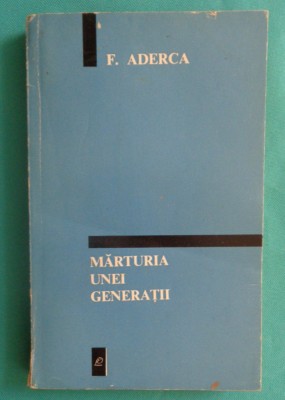 F. ADERCA
MĂRTURIA
UNEI
GENERAȚII